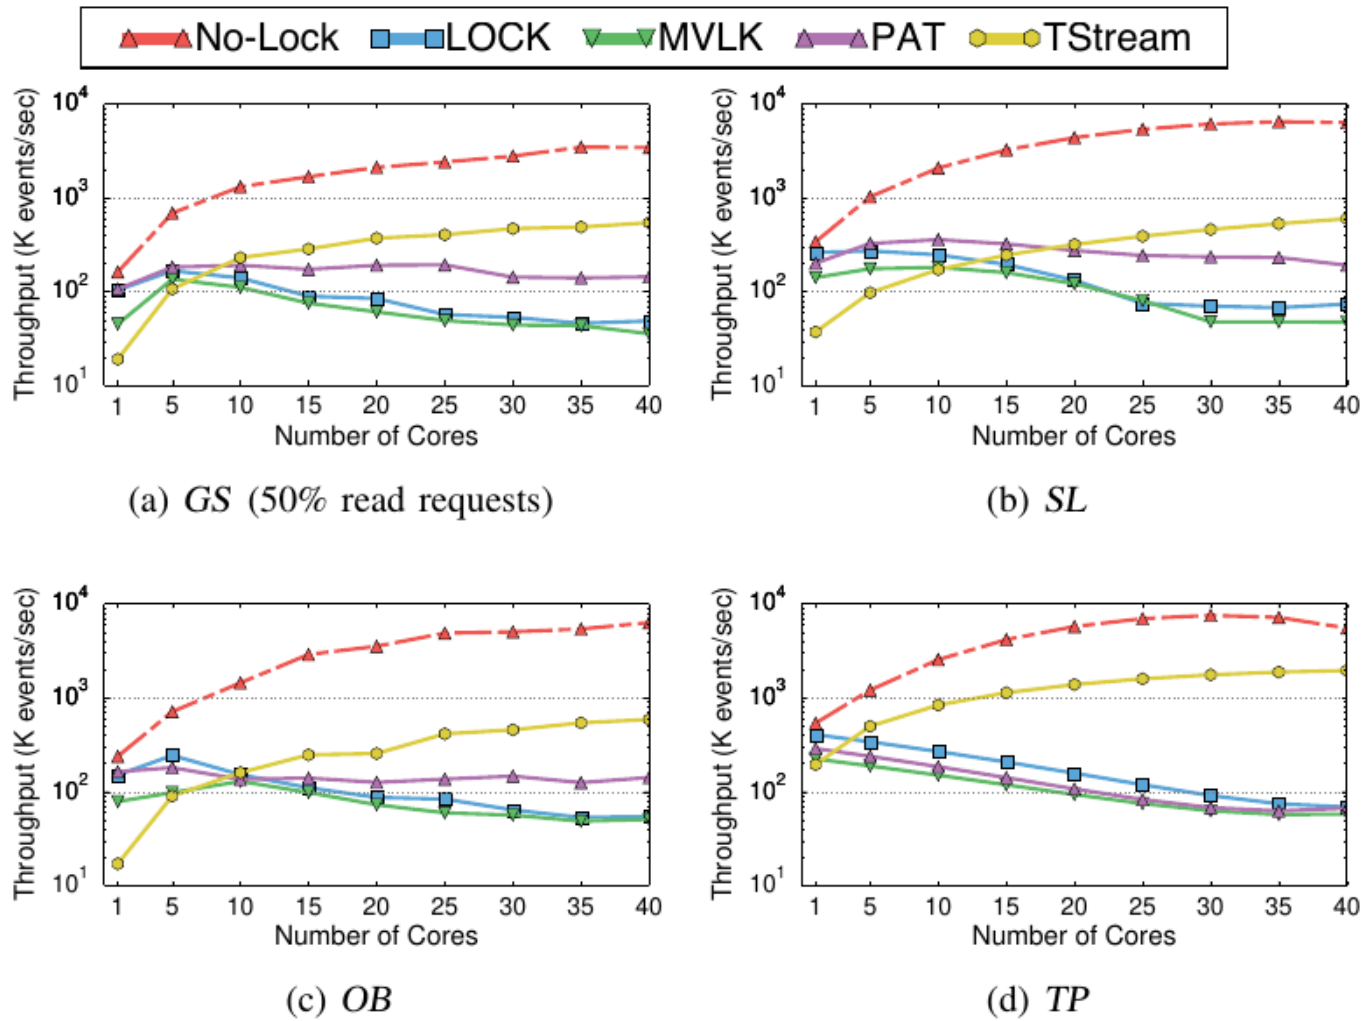 No-Lock LOCK MVLK PAT TStream
Throughput (K events/sec)
10^4
10^3
10^2
10^1
1 5 10 15 20 25 30 35 40
Number of Cores
(a) GS (50% read requests)
Throughput (K events/sec)
10^4
10^3
10^2
10^1
1 5 10 15 20 25 30 35 40
Number of Cores
(b) SL
Throughput (K events/sec)
10^4
10^3
10^2
10^1
1 5 10 15 20 25 30 35 40
Number of Cores
(c) OB
Throughput (K events/sec)
10^4
10^3
10^2
10^1
1 5 10 15 20 25 30 35 40
Number of Cores
(d) TP